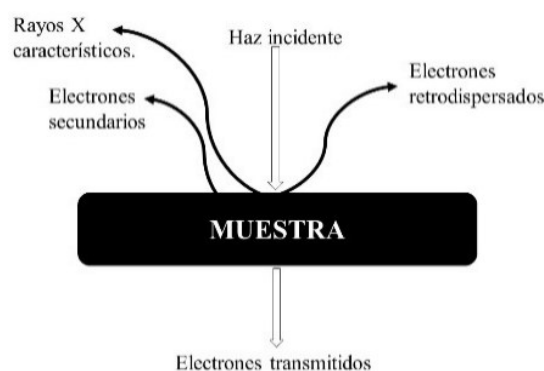 Rayos X
característicos.
Haz incidente
Electrones
retrodispersados
Electrones
secundarios
MUESTRA
Electrones transmitidos